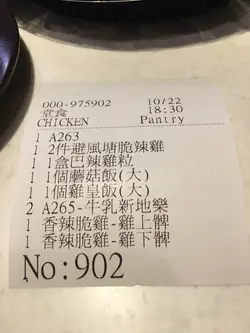 000-975902 10/22
堂食 18:30
CHICKEN Pantry
1 A263
1 2件避風塘脆辣雞
1 1盒巴辣雞粒
1 1個蘑菇飯(大)
1 1個雞皇飯(大)
2 A265-牛乳新地樂
1 香辣脆雞-雞上髀
1 香辣脆雞-雞下髀
No:902